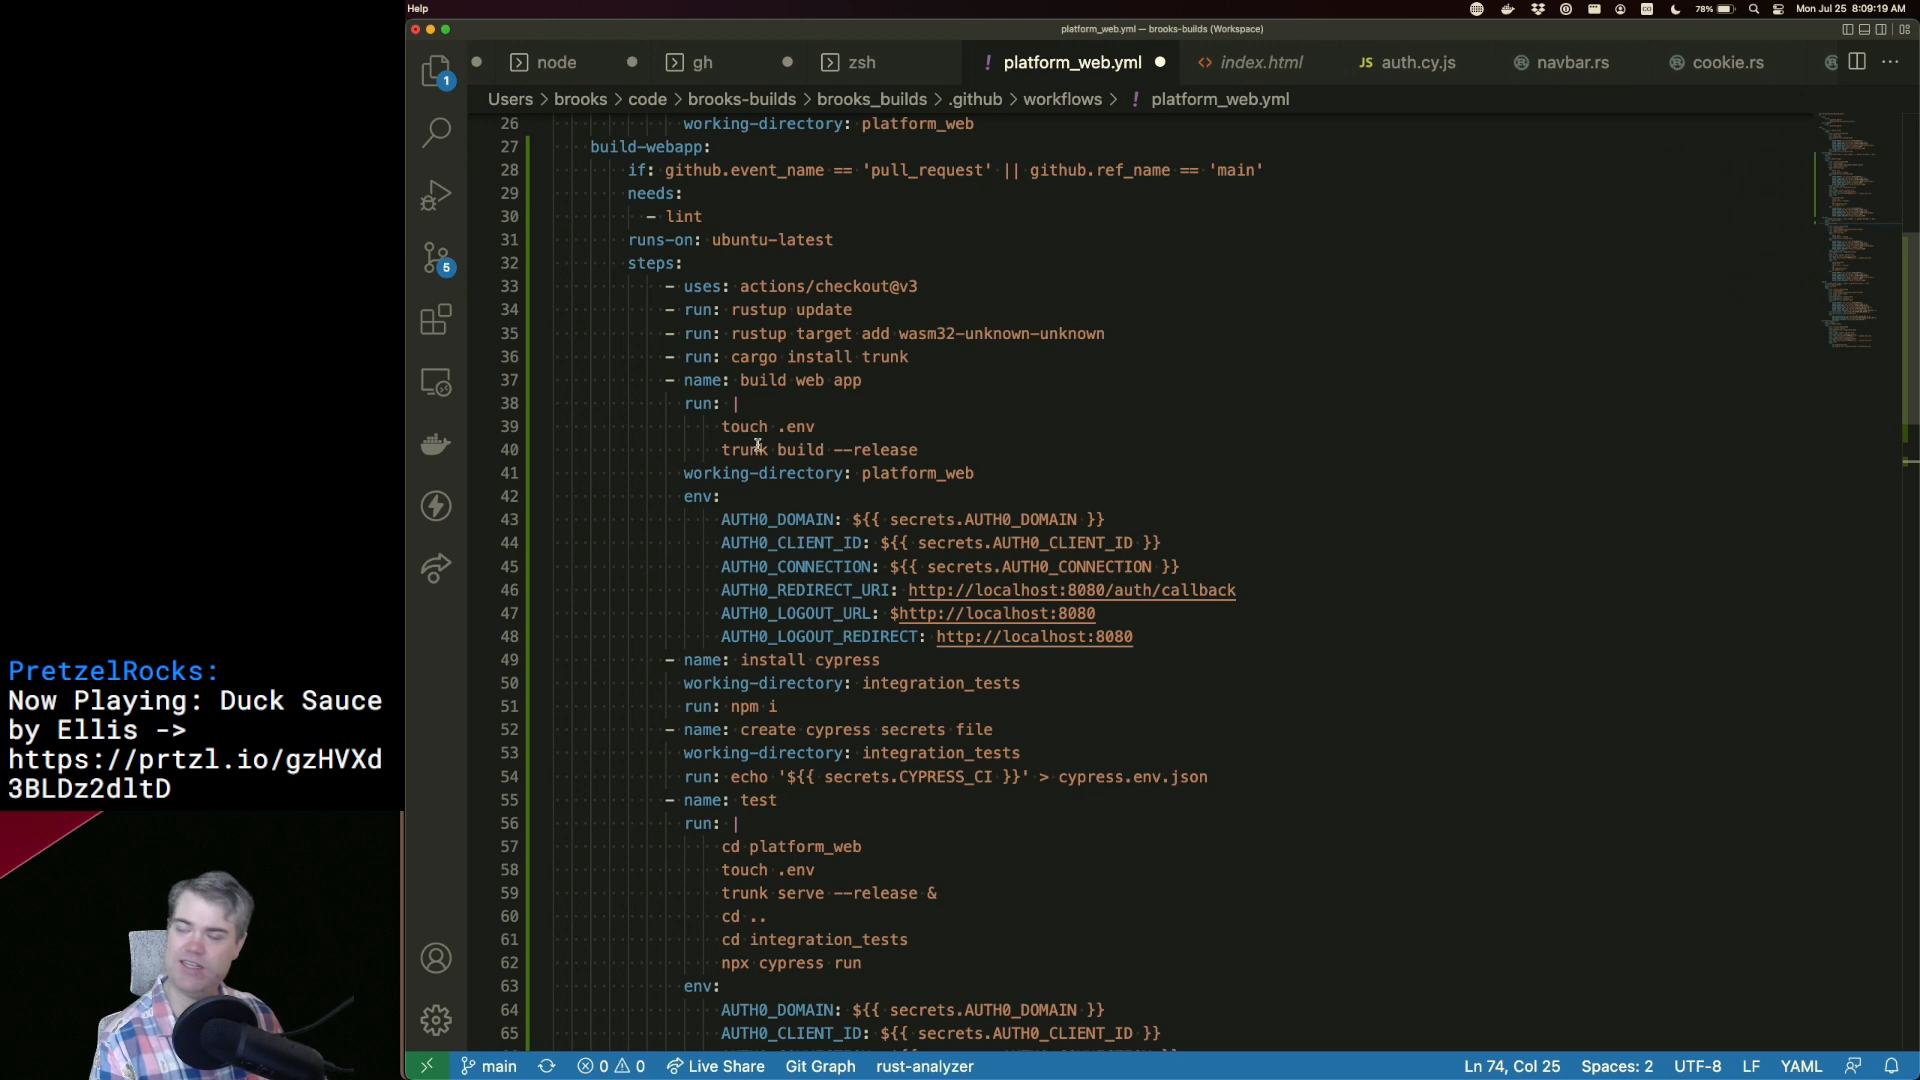 Help
78%
Mon Jul 25 8:09:19 AM
platform_web.yml — brooks-builds (Workspace)
node
gh
zsh
! platform_web.yml
<> index.html
JS auth.cy.js
navbar.rs
cookie.rs
1
5
Users > brooks > code > brooks-builds > brooks_builds > .github > workflows > ! platform_web.yml
26 working-directory: platform_web
27 build-webapp:
28 if: github.event_name == 'pull_request' || github.ref_name == 'main'
29 needs:
30 - lint
31 runs-on: ubuntu-latest
32 steps:
33 - uses: actions/checkout@v3
34 - run: rustup update
35 - run: rustup target add wasm32-unknown-unknown
36 - run: cargo install trunk
37 - name: build web app
38 run: |
39 touch .env
40 trunk build --release
41 working-directory: platform_web
42 env:
43 AUTH0_DOMAIN: ${{ secrets.AUTH0_DOMAIN }}
44 AUTH0_CLIENT_ID: ${{ secrets.AUTH0_CLIENT_ID }}
45 AUTH0_CONNECTION: ${{ secrets.AUTH0_CONNECTION }}
46 AUTH0_REDIRECT_URI: http://localhost:8080/auth/callback
47 AUTH0_LOGOUT_URL: $http://localhost:8080
48 AUTH0_LOGOUT_REDIRECT: http://localhost:8080
49 - name: install cypress
50 working-directory: integration_tests
51 run: npm i
52 - name: create cypress secrets file
53 working-directory: integration_tests
54 run: echo '${{ secrets.CYPRESS_CI }}' > cypress.env.json
55 - name: test
56 run: |
57 cd platform_web
58 touch .env
59 trunk serve --release &
60 cd ..
61 cd integration_tests
62 npx cypress run
63 env:
64 AUTH0_DOMAIN: ${{ secrets.AUTH0_DOMAIN }}
65 AUTH0_CLIENT_ID: ${{ secrets.AUTH0_CLIENT_ID }}
PretzelRocks:
Now Playing: Duck Sauce
by Ellis ->
https://prtzl.io/gzHVXd
3BLDz2dltD
main
0 0
Live Share
Git Graph
rust-analyzer
Ln 74, Col 25
Spaces: 2
UTF-8
LF
YAML